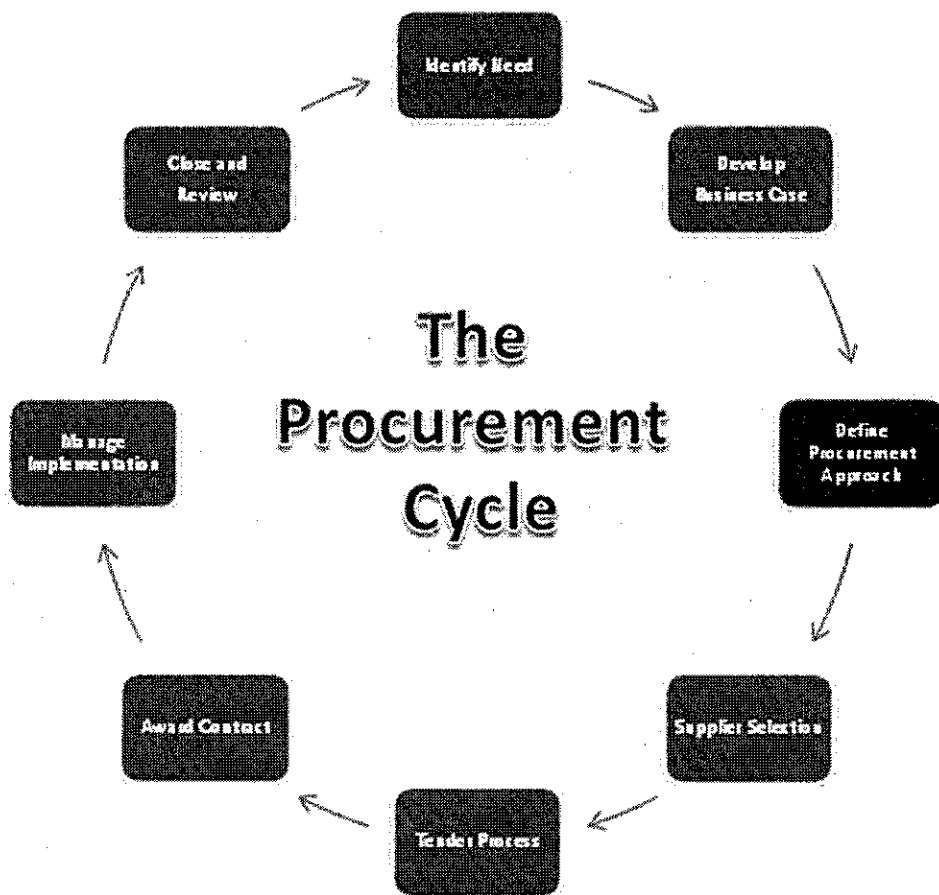 Identify Need
Develop
Business Case
Define
Procurement
Approach
Supplier Selection
Tender Process
Award Contract
Manage
Implementation
Close and
Review
The
Procurement
Cycle